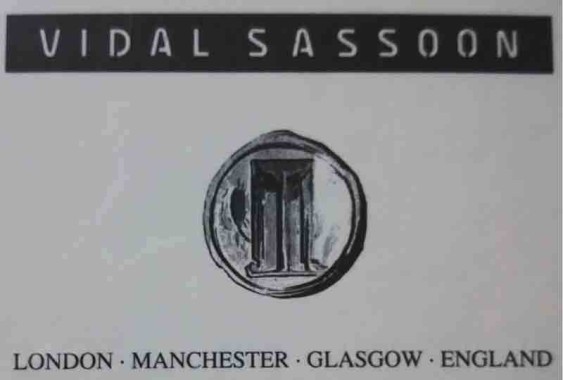 VIDAL SASSOON
LONDON · MANCHESTER · GLASGOW · ENGLAND